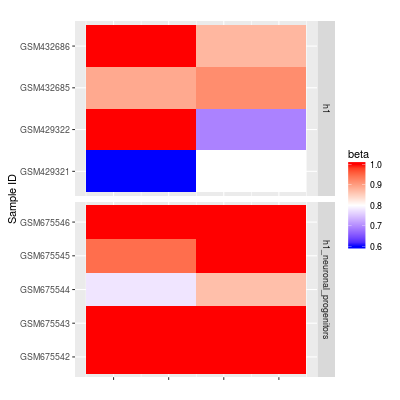 GSM432686
GSM432685
GSM429322
GSM429321
h1
GSM675546
GSM675545
GSM675544
GSM675543
GSM675542
h1_neuronal_progenitors
Sample ID
beta
1.0
0.9
0.8
0.7
0.6